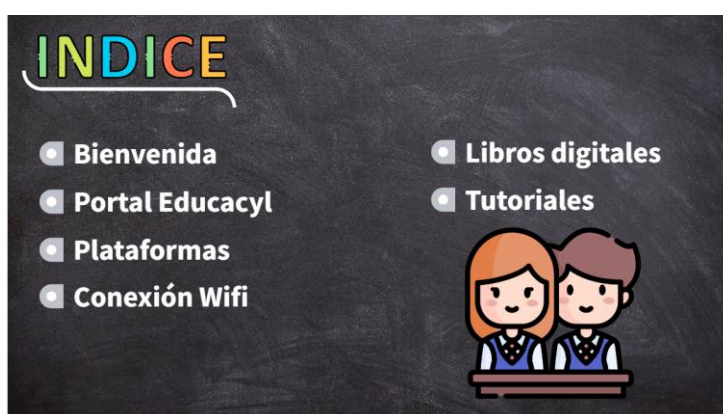 INDICE
Bienvenida
Portal Educacyl
Plataformas
Conexión Wifi
Libros digitales
Tutoriales